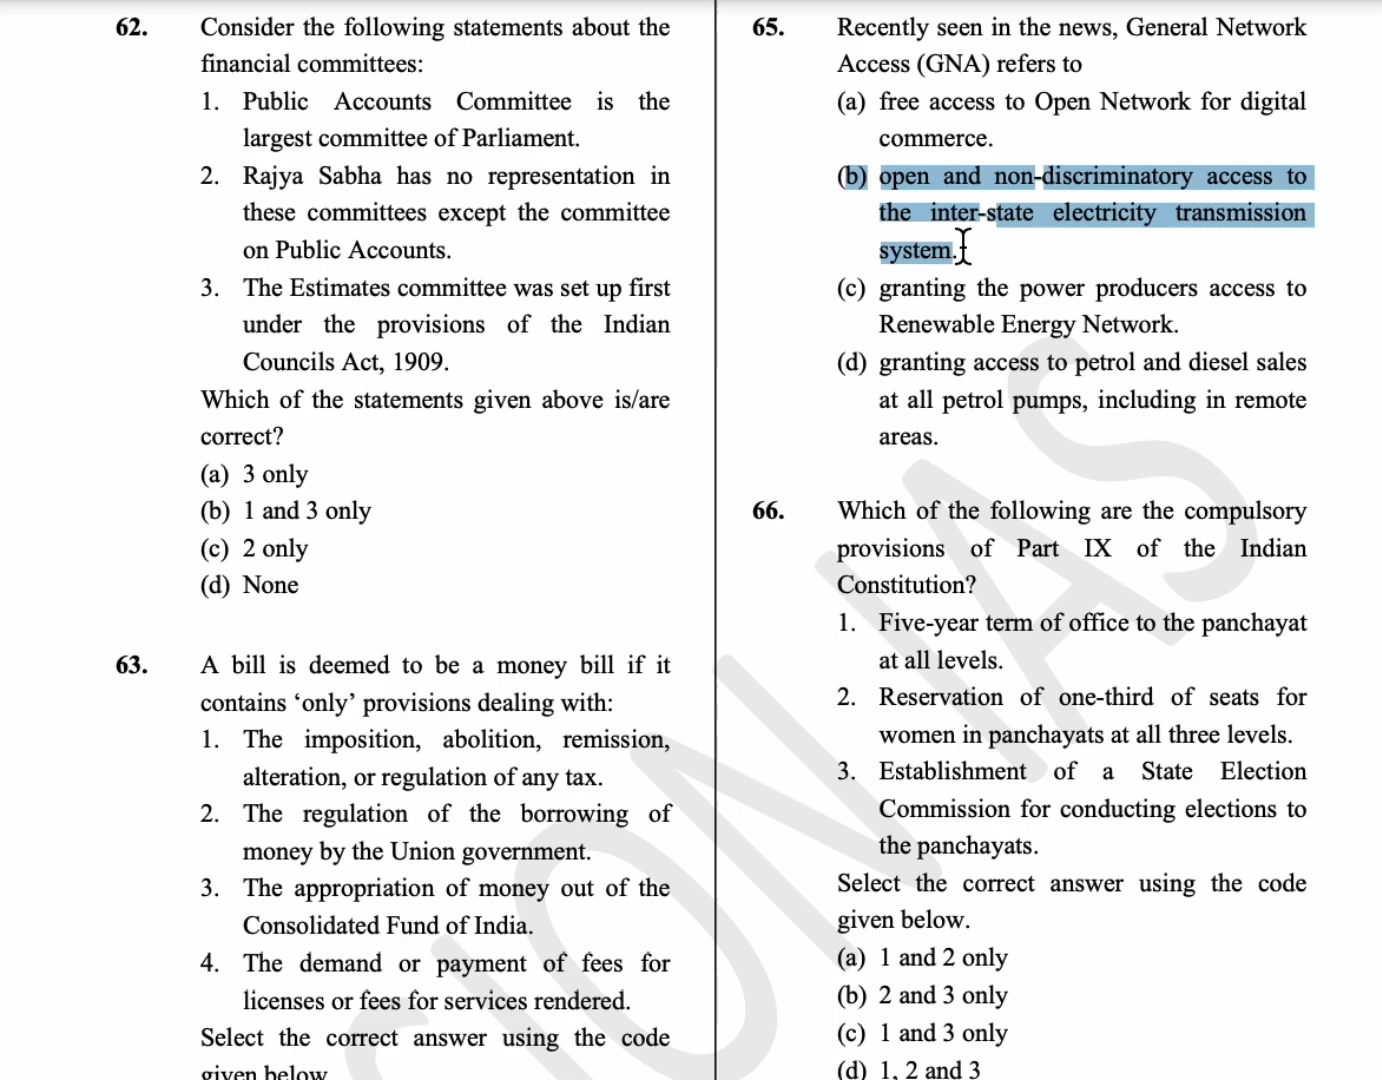 62. Consider the following statements about the
financial committees:
1. Public Accounts Committee is the
largest committee of Parliament.
2. Rajya Sabha has no representation in
these committees except the committee
on Public Accounts.
3. The Estimates committee was set up first
under the provisions of the Indian
Councils Act, 1909.
Which of the statements given above is/are
correct?
(a) 3 only
(b) 1 and 3 only
(c) 2 only
(d) None
63. A bill is deemed to be a money bill if it
contains ‘only’ provisions dealing with:
1. The imposition, abolition, remission,
alteration, or regulation of any tax.
2. The regulation of the borrowing of
money by the Union government.
3. The appropriation of money out of the
Consolidated Fund of India.
4. The demand or payment of fees for
licenses or fees for services rendered.
Select the correct answer using the code
given below
65. Recently seen in the news, General Network
Access (GNA) refers to
(a) free access to Open Network for digital
commerce.
(b) open and non-discriminatory access to
the inter-state electricity transmission
system.
(c) granting the power producers access to
Renewable Energy Network.
(d) granting access to petrol and diesel sales
at all petrol pumps, including in remote
areas.
66. Which of the following are the compulsory
provisions of Part IX of the Indian
Constitution?
1. Five-year term of office to the panchayat
at all levels.
2. Reservation of one-third of seats for
women in panchayats at all three levels.
3. Establishment of a State Election
Commission for conducting elections to
the panchayats.
Select the correct answer using the code
given below.
(a) 1 and 2 only
(b) 2 and 3 only
(c) 1 and 3 only
(d) 1, 2 and 3
SION IAS